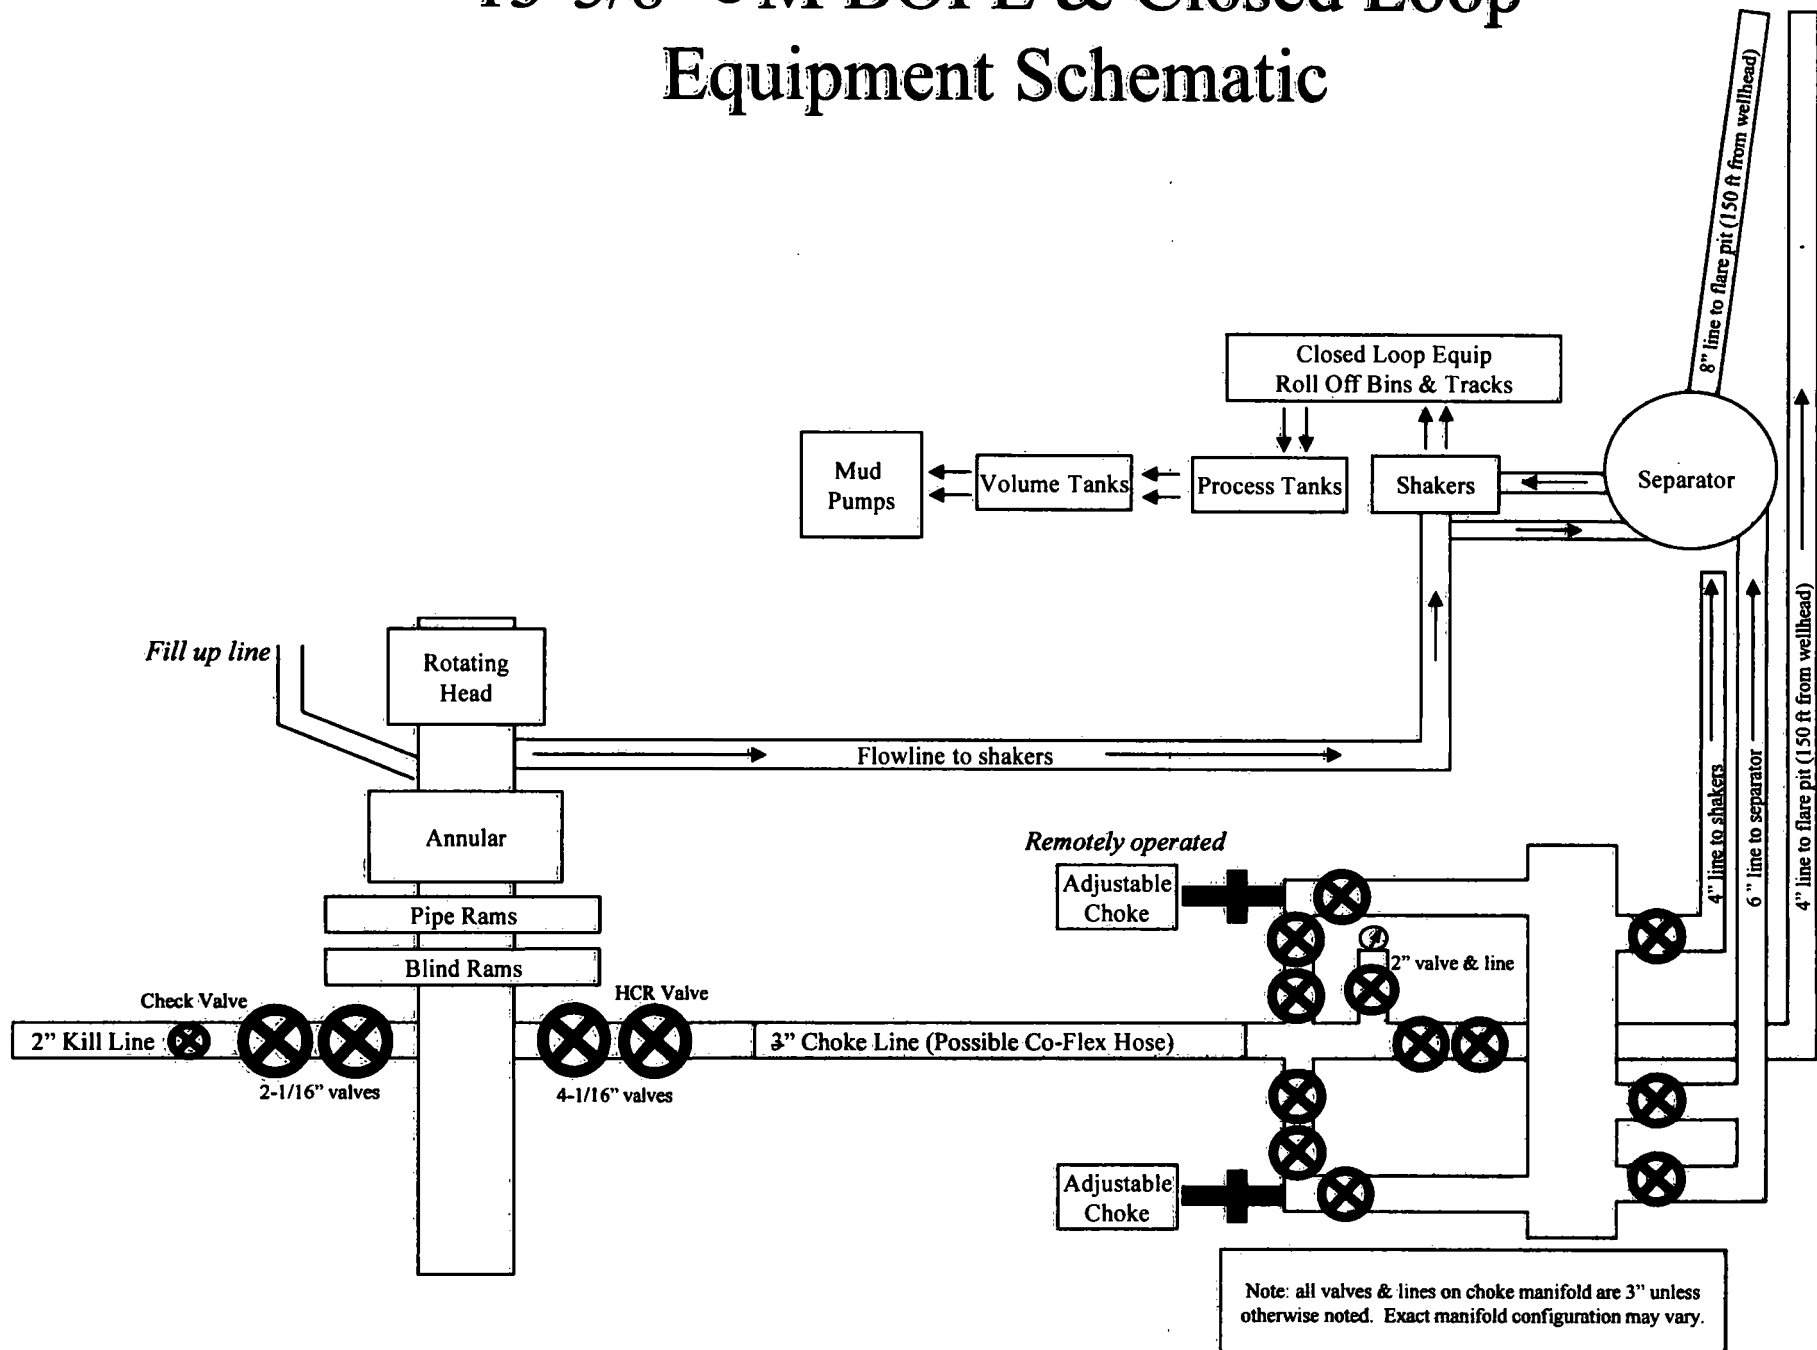 BOPE & Closed Loop
Equipment Schematic
8” line to flare pit (150 ft from wellhead)
Closed Loop Equip
Roll Off Bins & Tracks
Mud
Pumps
Volume Tanks
Process Tanks
Shakers
Separator
Fill up line
Rotating
Head
Flowline to shakers
Annular
Pipe Rams
Blind Rams
Remotely operated
Adjustable
Choke
2” valve & line
4” line to shakers
6” line to separator
4” line to flare pit (150 ft from wellhead)
Check Valve
HCR Valve
2” Kill Line
3” Choke Line (Possible Co-Flex Hose)
2-1/16” valves
4-1/16” valves
Adjustable
Choke
Note: all valves & lines on choke manifold are 3” unless
otherwise noted. Exact manifold configuration may vary.